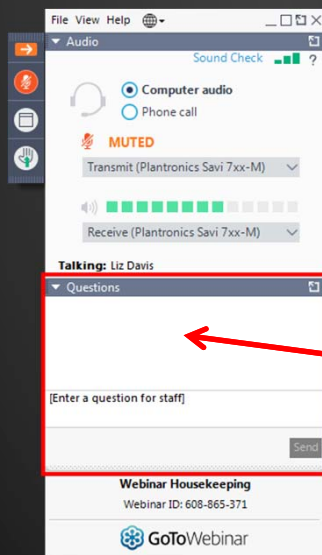 File View Help
Audio
Sound Check ?
Computer audio
Phone call
MUTED
Transmit (Plantronics Savi 7xx-M)
Receive (Plantronics Savi 7xx-M)
Talking: Liz Davis
Questions
[Enter a question for staff]
Send
Webinar Housekeeping
Webinar ID: 608-865-371
GoToWebinar